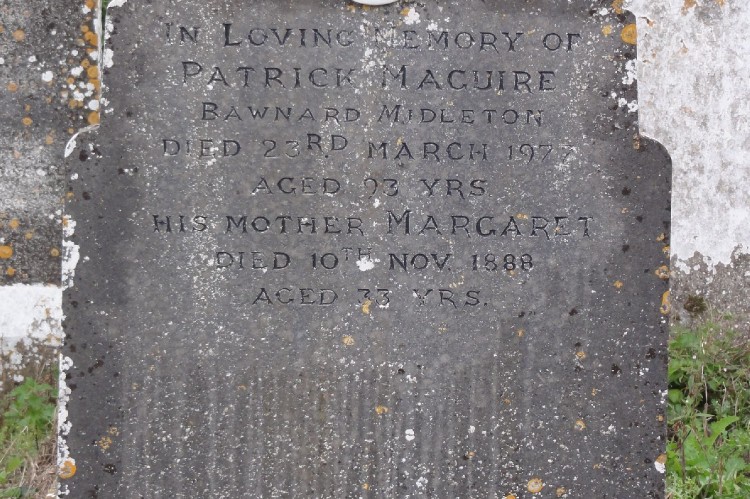 IN LOVING MEMORY OF
PATRICK MAGUIRE
BAWNARD MIDLETON
DIED 23RD MARCH 1977
AGED 93 YRS
HIS MOTHER MARGARET
DIED 10TH NOV. 1888
AGED 33 YRS.